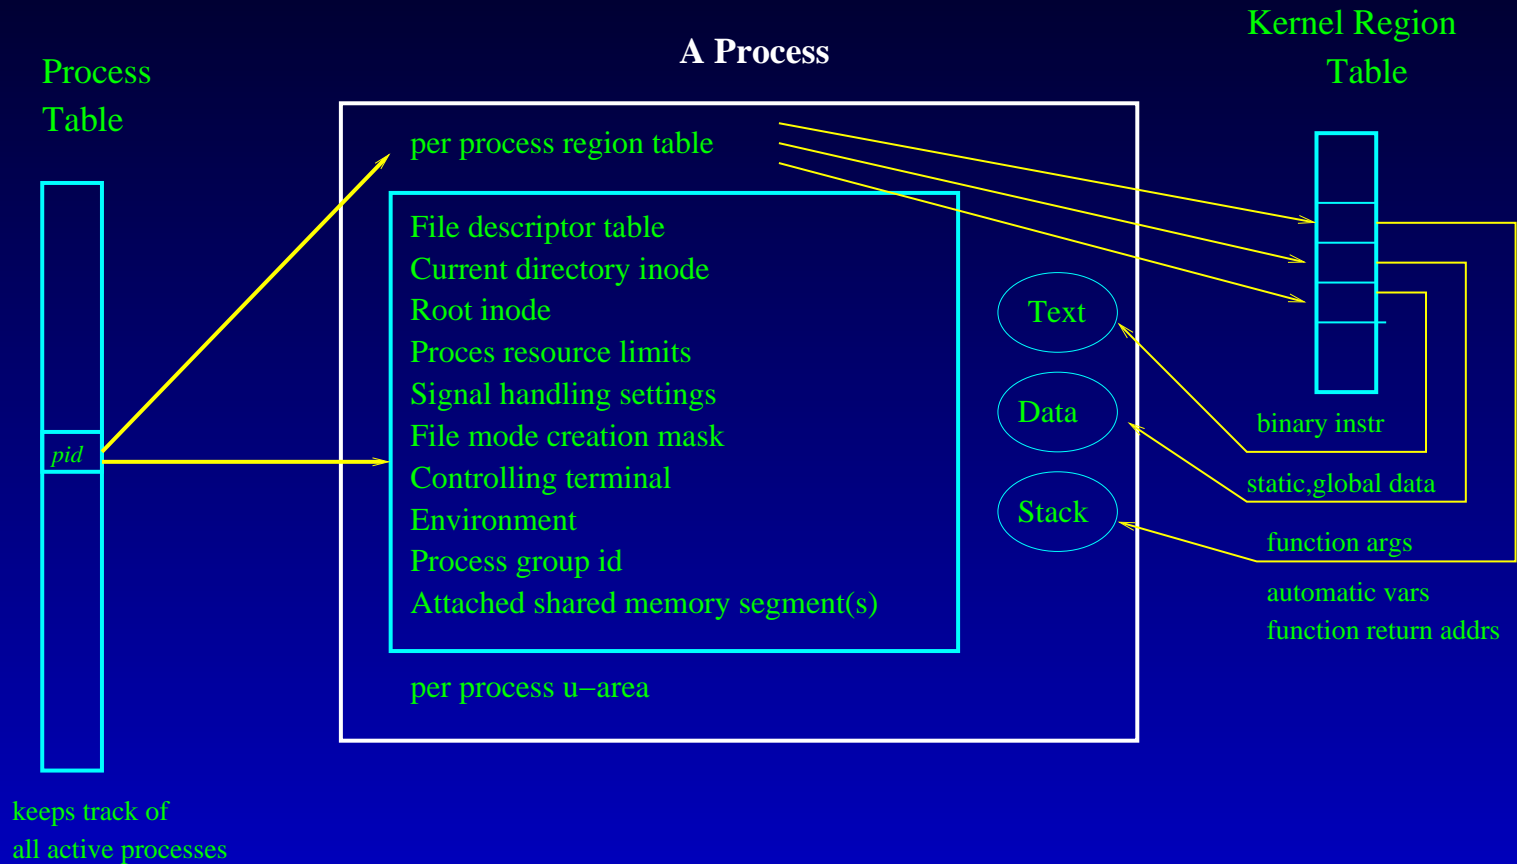 A Process
Process
Table
pid
keeps track of
all active processes
per process region table
File descriptor table
Current directory inode
Root inode
Proces resource limits
Signal handling settings
File mode creation mask
Controlling terminal
Environment
Process group id
Attached shared memory segment(s)
per process u−area
Text
Data
Stack
Kernel Region
Table
binary instr
static,global data
function args
automatic vars
function return addrs